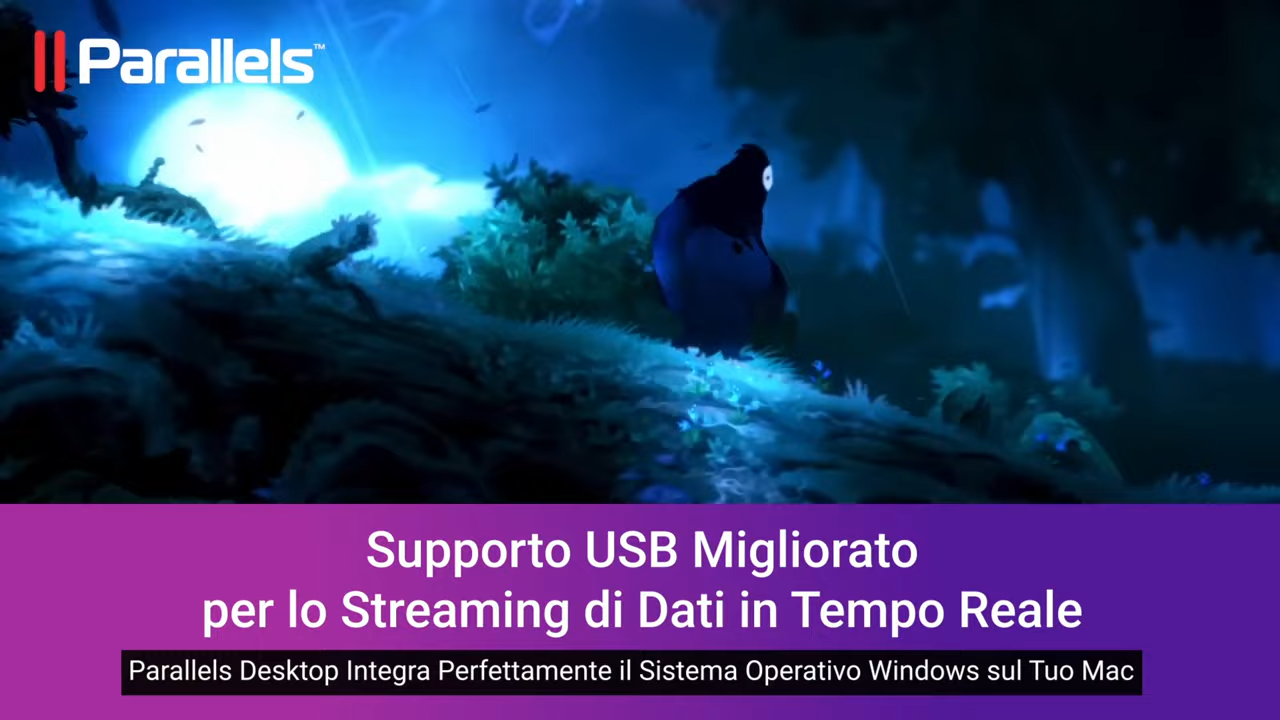 Parallels™
Supporto USB Migliorato
per lo Streaming di Dati in Tempo Reale
Parallels Desktop Integra Perfettamente il Sistema Operativo Windows sul Tuo Mac